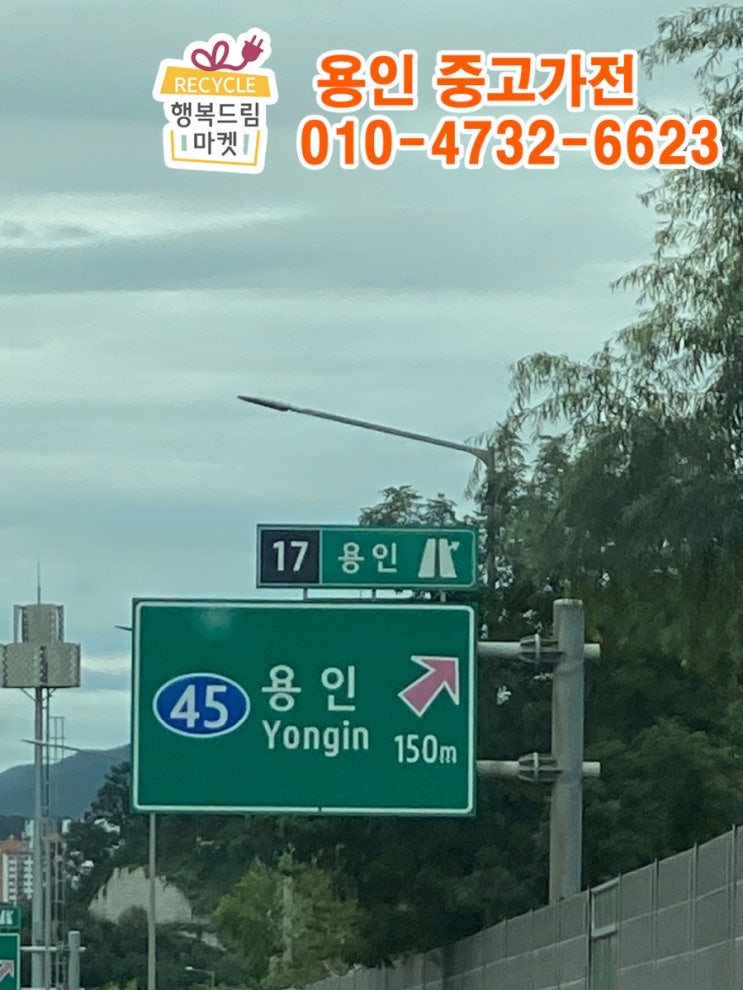 RECYCLE
행복드림
마켓
용인 중고가전
010-4732-6623
17 용인
45 용인
Yongin
150m